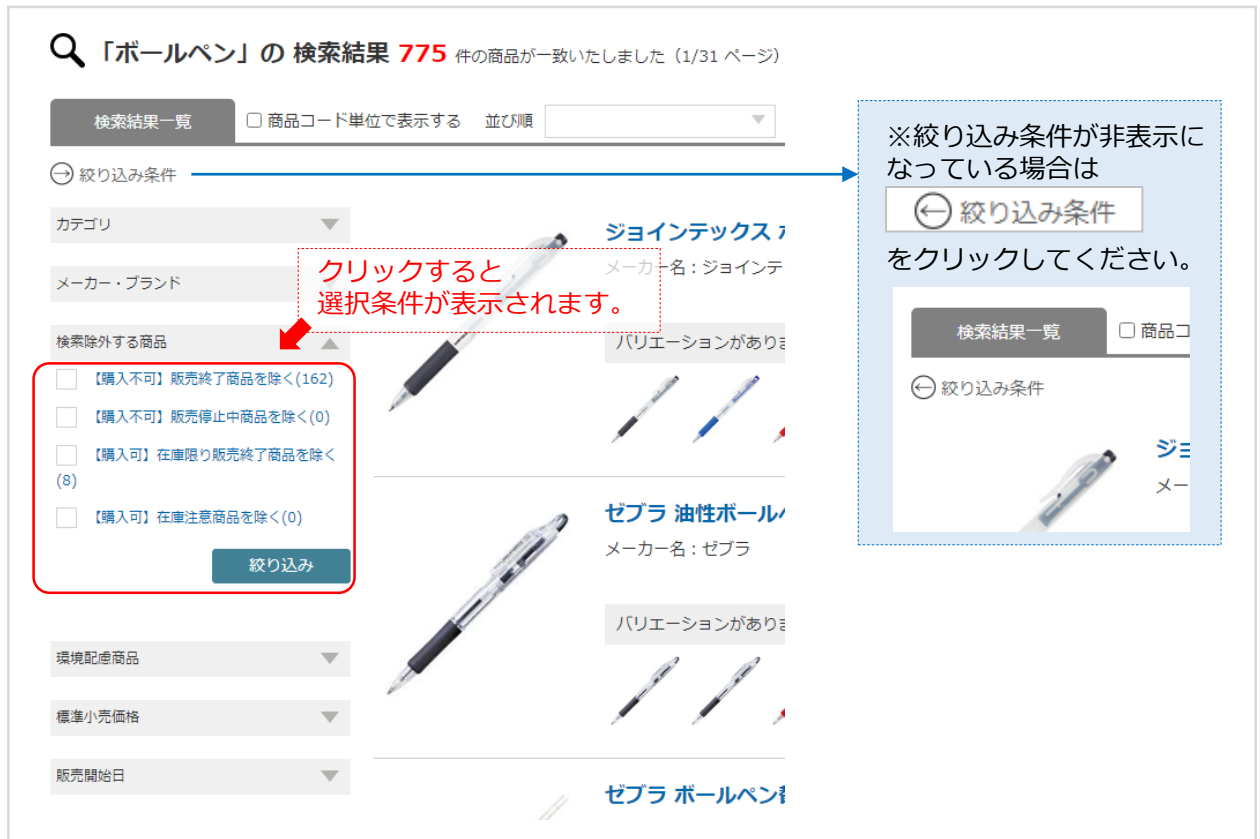 「ボールペン」の 検索結果 775 件の商品が一致いたしました（1/31 ページ）
検索結果一覧
商品コード単位で表示する
並び順
絞り込み条件
カテゴリ
メーカー・ブランド
クリックすると
選択条件が表示されます。
検索除外する商品
【購入不可】販売終了商品を除く(162)
【購入不可】販売停止中商品を除く(0)
【購入可】在庫限り販売終了商品を除く
(8)
【購入可】在庫注意商品を除く(0)
絞り込み
環境配慮商品
標準小売価格
販売開始日
ジョインテックス
メーカー名：ジョインテ
バリエーションがあり
ゼブラ 油性ボール
メーカー名：ゼブラ
バリエーションがあり
ゼブラ ボールペン
※絞り込み条件が非表示に
なっている場合は
絞り込み条件
をクリックしてください。
検索結果一覧
商品コ
絞り込み条件
ジョ
メー